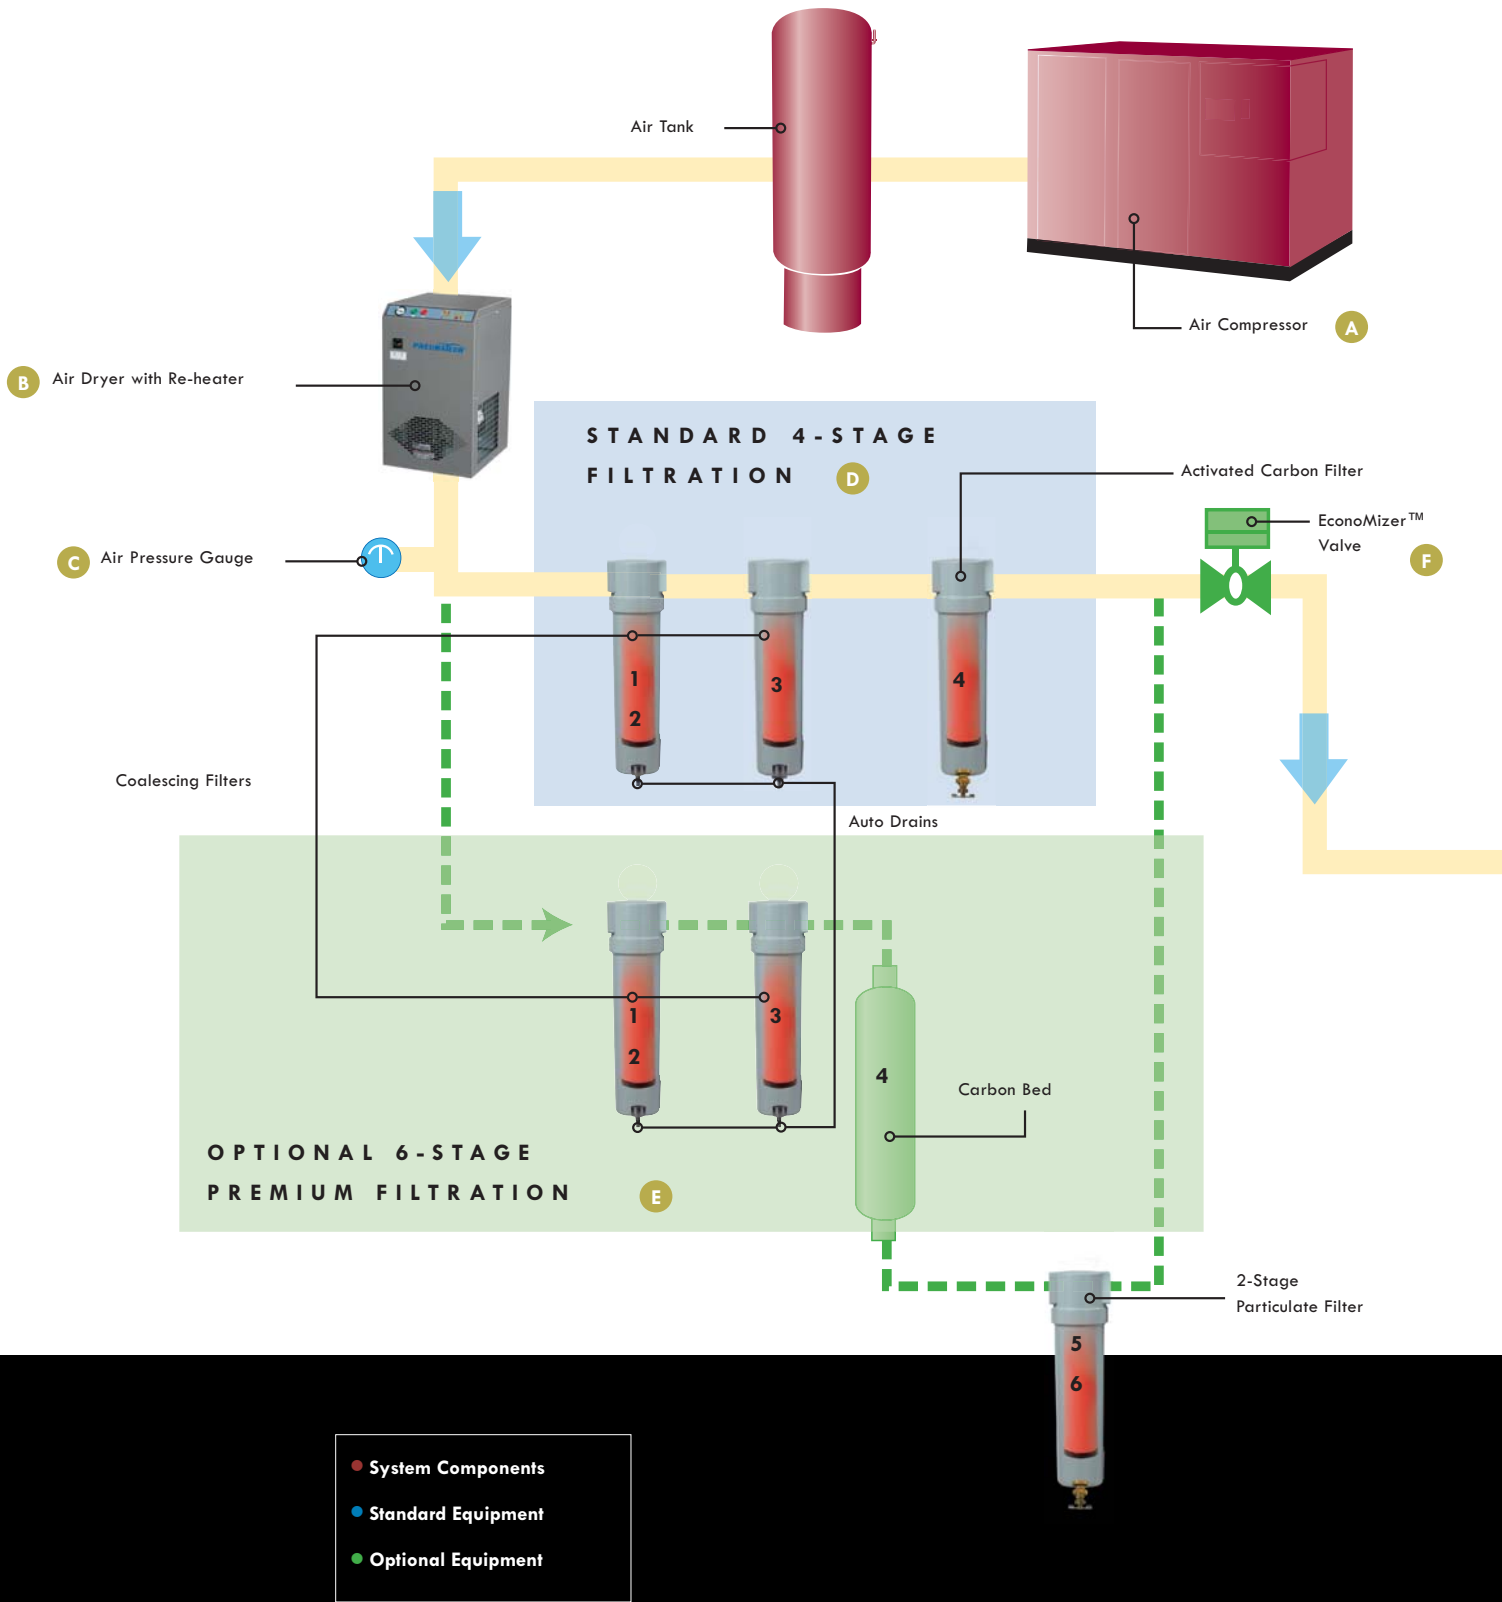 Air Tank
Air Compressor
A
B
Air Dryer with Re-heater
PNEUMATECH
STANDARD 4-STAGE
FILTRATION
D
Activated Carbon Filter
EconoMizer™
Valve
F
C
Air Pressure Gauge
1
2
3
4
Coalescing Filters
Auto Drains
1
2
3
4
Carbon Bed
OPTIONAL 6-STAGE
PREMIUM FILTRATION
E
2-Stage
Particulate Filter
5
6
System Components
Standard Equipment
Optional Equipment